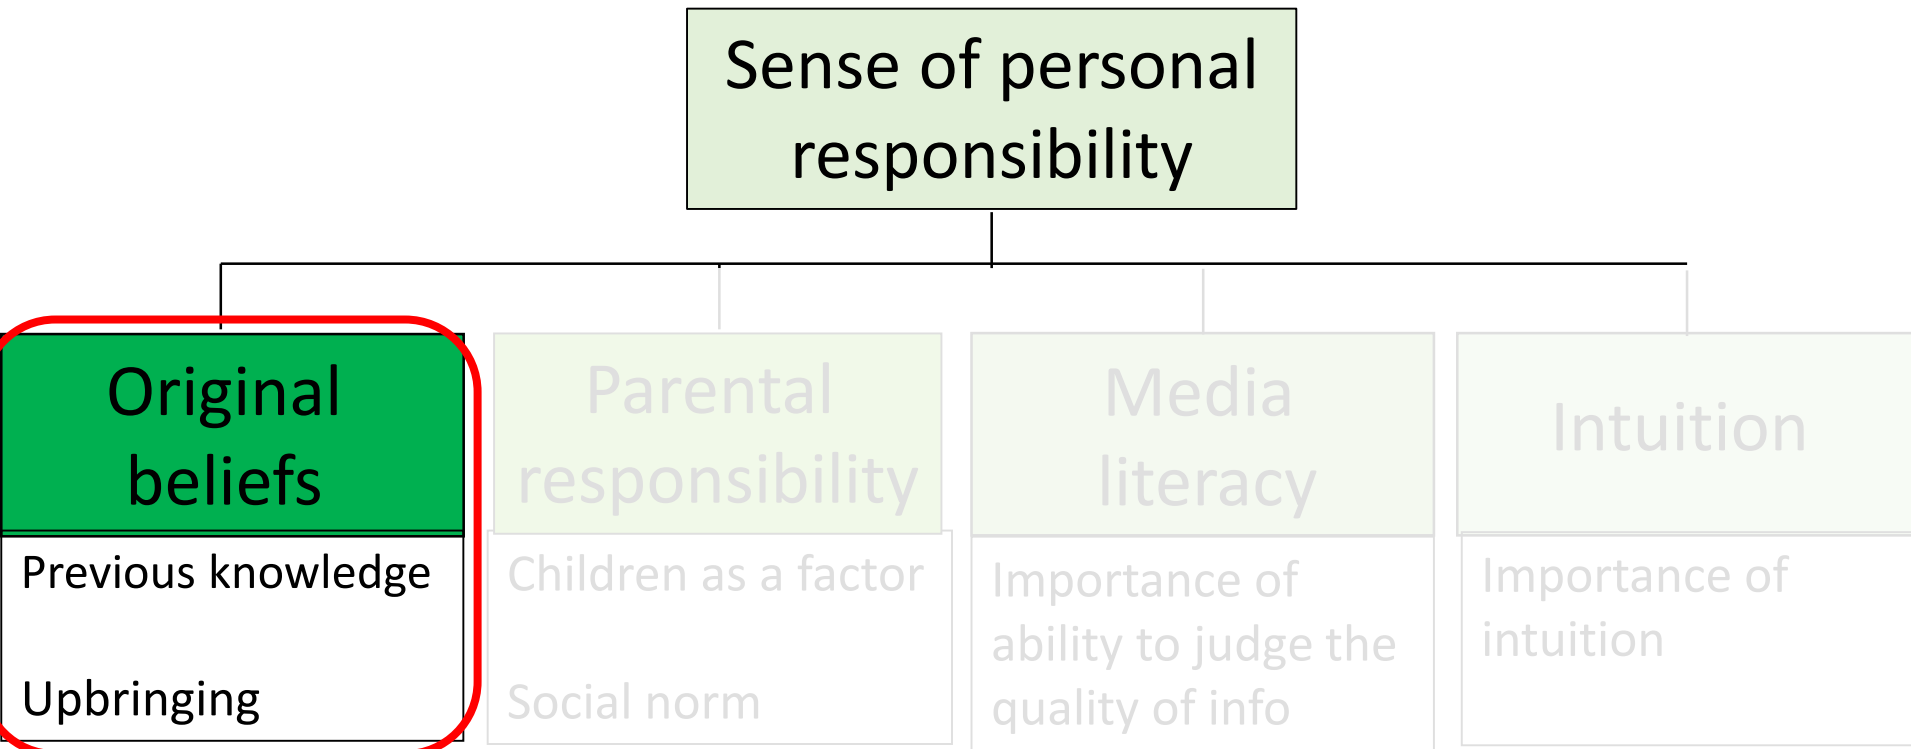 Sense of personal
responsibility
Original
beliefs
Previous knowledge
Upbringing
Parental
responsibility
Children as a factor
Social norm
Media
literacy
Importance of
ability to judge the
quality of info
Intuition
Importance of
intuition